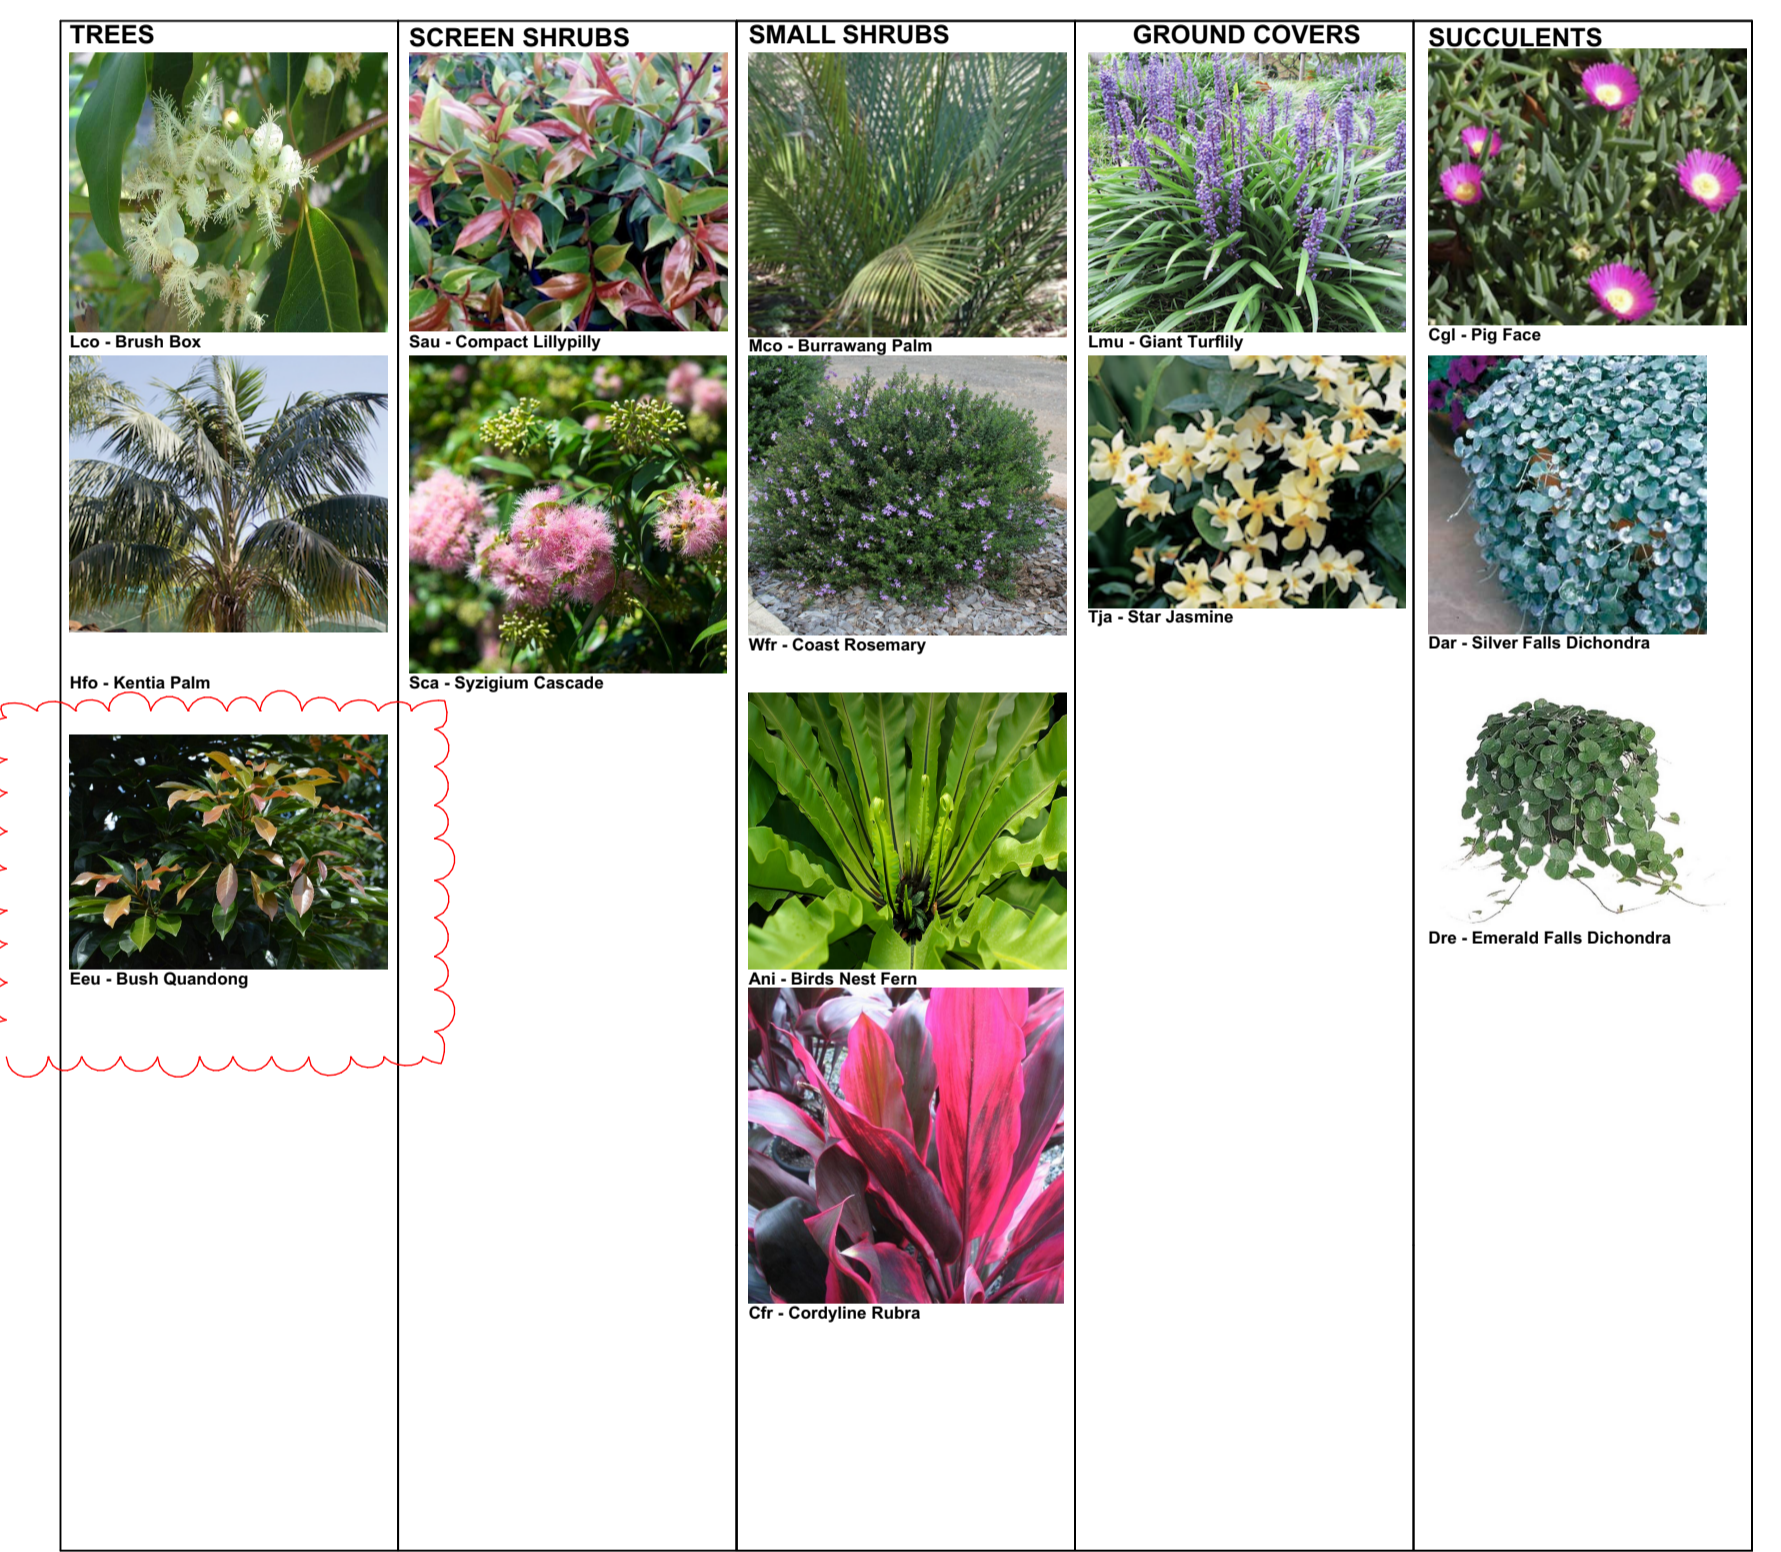 TREES
Lco - Brush Box
Hfo - Kentia Palm
Eeu - Bush Quandong
SCREEN SHRUBS
Sau - Compact Lillypilly
Sca - Syzigium Cascade
SMALL SHRUBS
Mco - Burrawang Palm
Wfr - Coast Rosemary
Ani - Birds Nest Fern
Cfr - Cordyline Rubra
GROUND COVERS
Lmu - Giant Turflily
Tja - Star Jasmine
SUCCULENTS
Cgl - Pig Face
Dar - Silver Falls Dichondra
Dre - Emerald Falls Dichondra